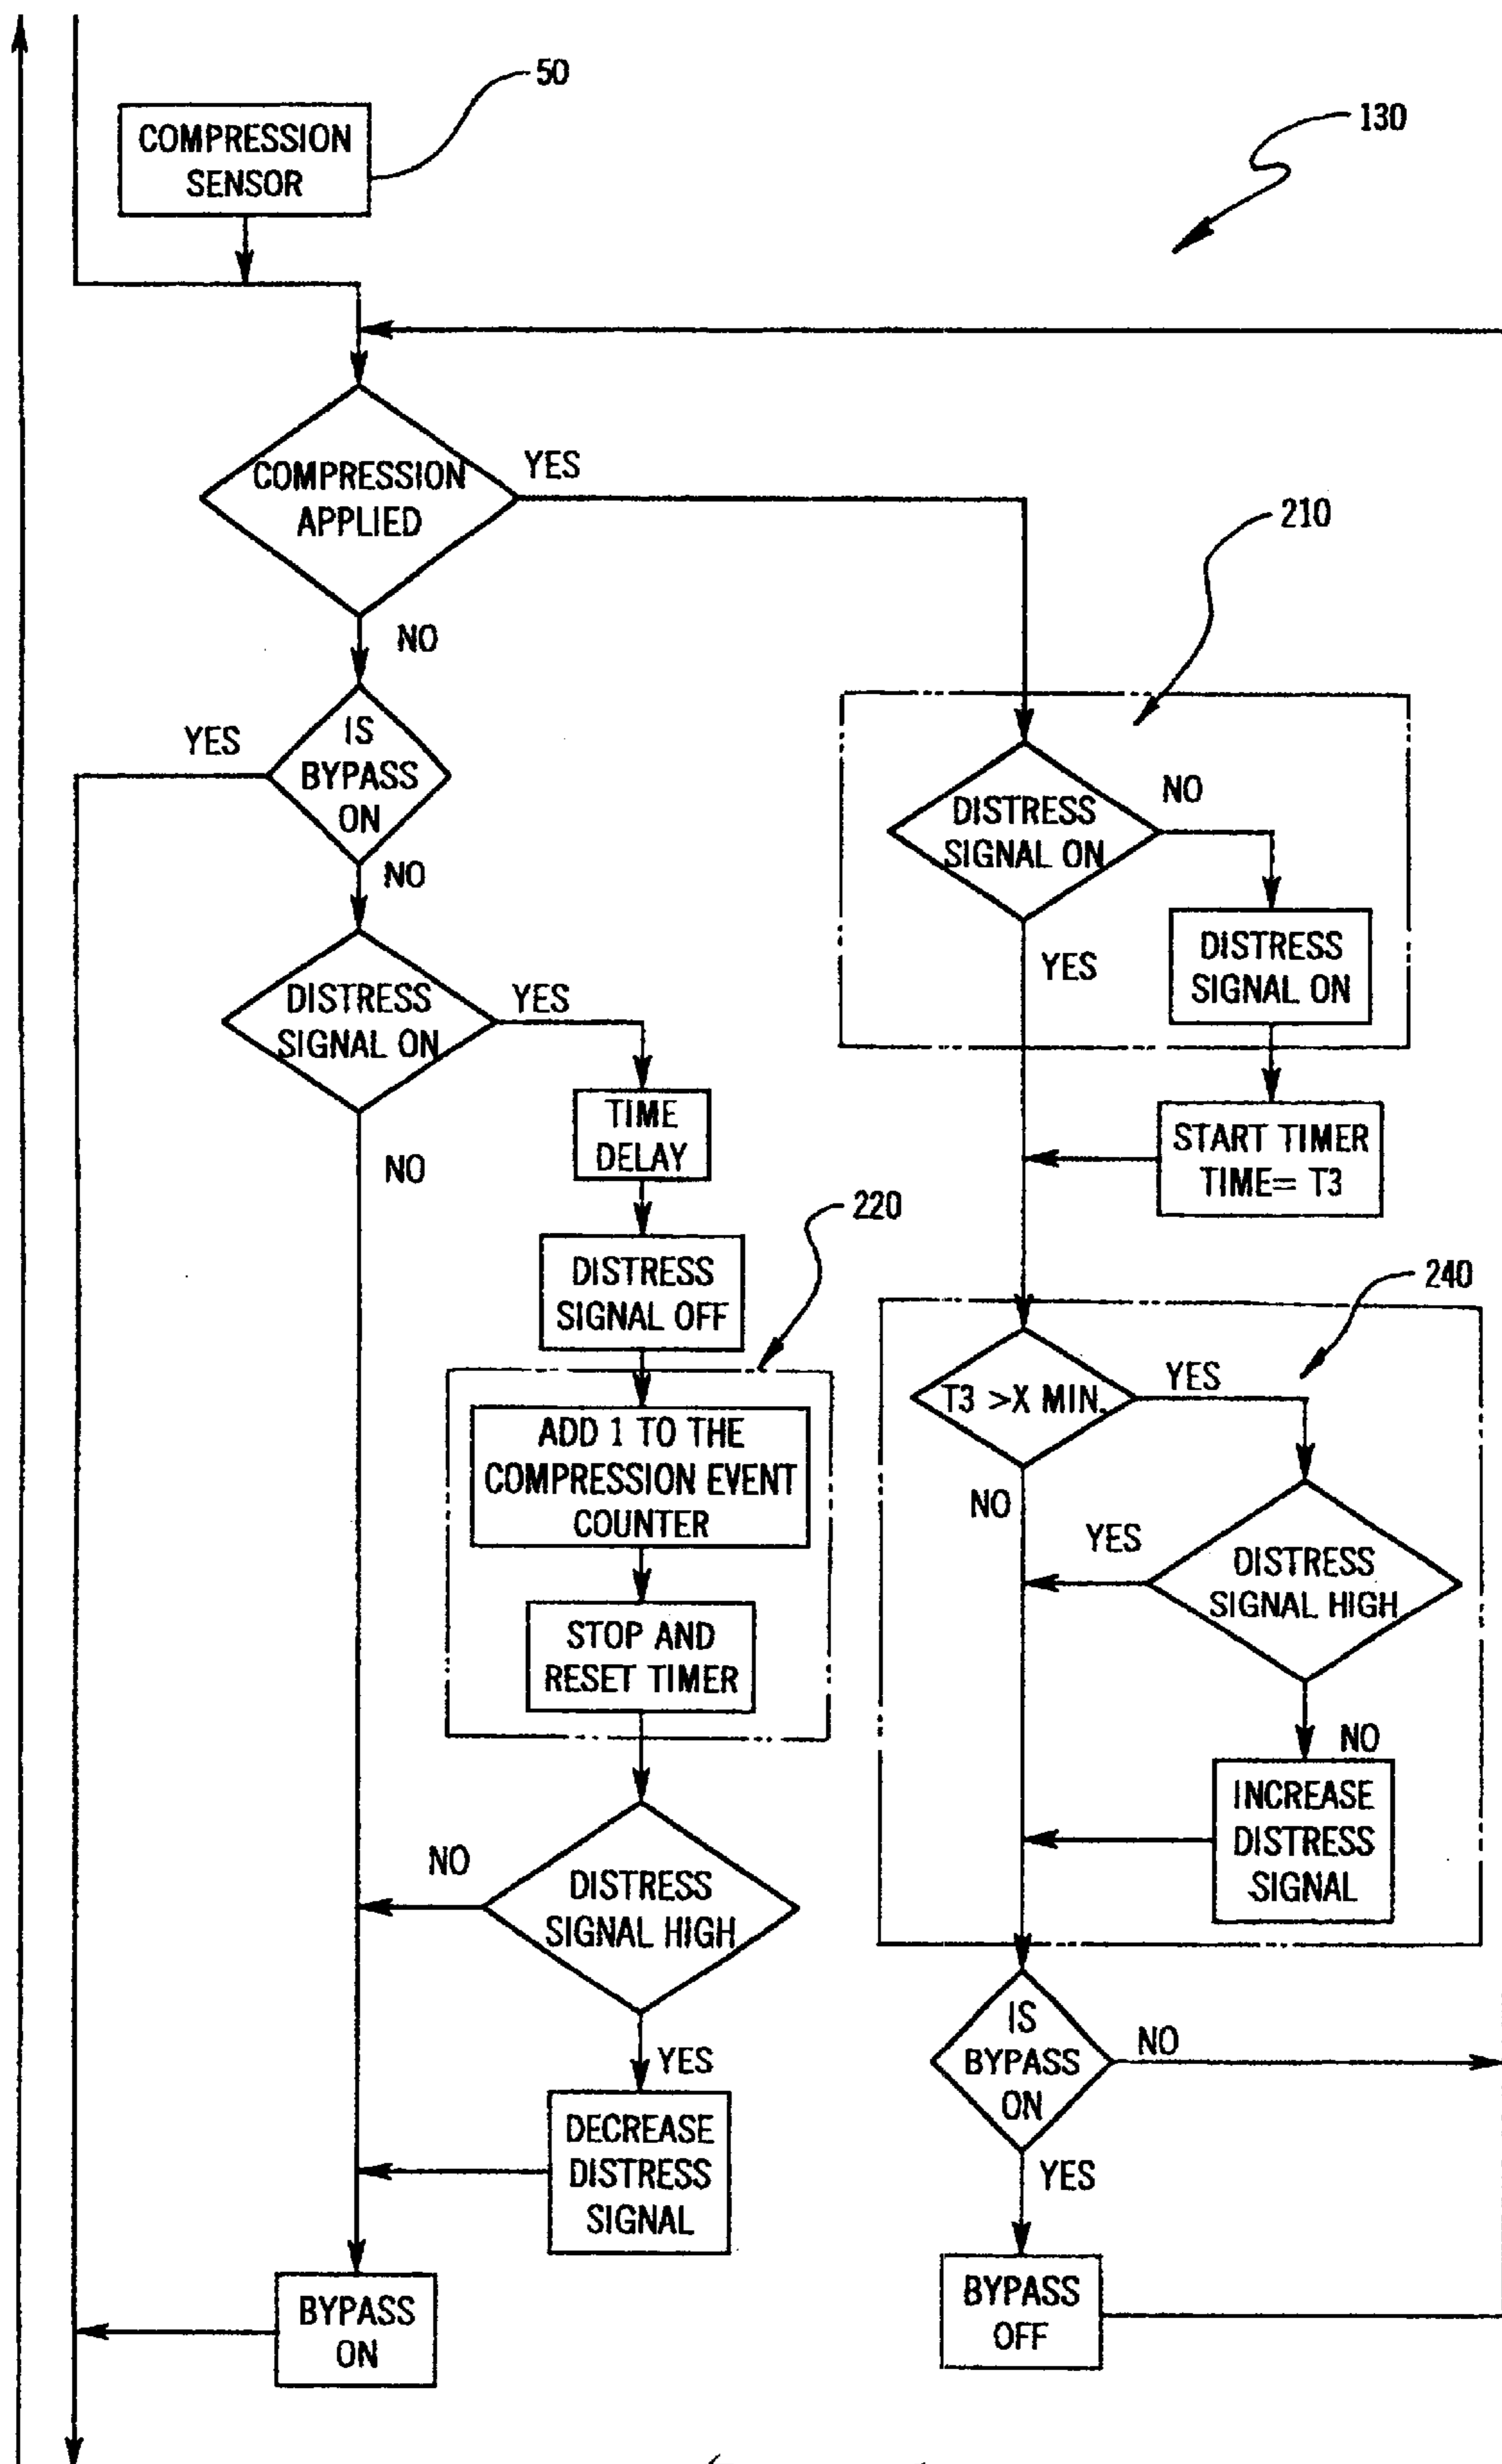 50
COMPRESSION
SENSOR
130
COMPRESSION
APPLIED
YES
NO
210
IS
BYPASS
ON
YES
NO
DISTRESS
SIGNAL ON
NO
DISTRESS
SIGNAL ON
YES
DISTRESS
SIGNAL ON
YES
NO
TIME
DELAY
START TIMER
TIME= T3
220
DISTRESS
SIGNAL OFF
240
T3 >X MIN.
YES
NO
ADD 1 TO THE
COMPRESSION EVENT
COUNTER
YES
DISTRESS
SIGNAL HIGH
STOP AND
RESET TIMER
NO
INCREASE
DISTRESS
SIGNAL
NO
DISTRESS
SIGNAL HIGH
YES
IS
BYPASS
ON
NO
YES
DECREASE
DISTRESS
SIGNAL
BYPASS
OFF
BYPASS
ON